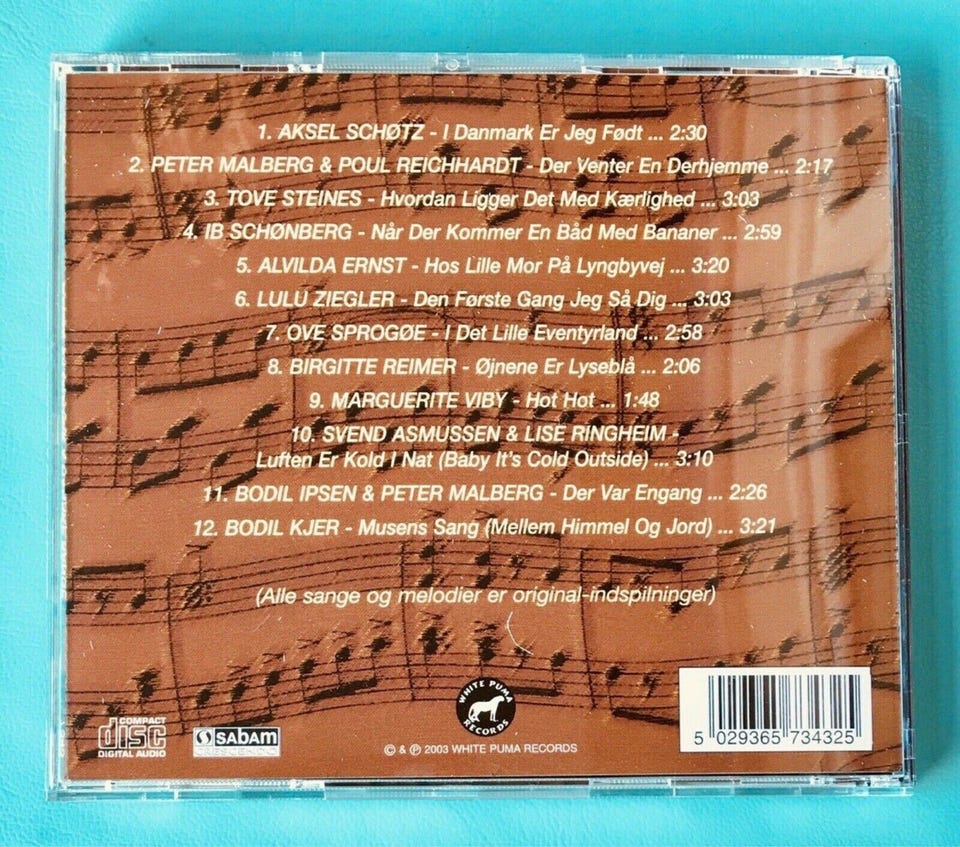 1. AKSEL SCHØTZ - I Danmark Er Jeg Født ... 2:30
2. PETER MALBERG & POUL REICHHARDT - Der Venter En Derhjemme ... 2:17
3. TOVE STEINES - Hvordan Ligger Det Med Kærlighed ... 3:03
4. IB SCHØNBERG - Når Der Kommer En Båd Med Bananer ... 2:59
5. ALVILDA ERNST - Hos Lille Mor På Lyngbyvej ... 3:20
6. LULU ZIEGLER - Den Første Gang Jeg Så Dig ... 3:03
7. OVE SPROGØE - I Det Lille Eventyrland ... 2:58
8. BIRGITTE REIMER - Øjnene Er Lyseblå ... 2:06
9. MARGUERITE VIBY - Hot Hot ... 1:48
10. SVEND ASMUSSEN & LISE RINGHEIM -
Luften Er Kold I Nat (Baby It's Cold Outside) ... 3:10
11. BODIL IPSEN & PETER MALBERG - Der Var Engang ... 2:26
12. BODIL KJER - Musens Sang (Mellem Himmel Og Jord) ... 3:21
(Alle sange og melodier er original-indspilninger)
WHITE PUMA
RECORDS
COMPACT
disc
DIGITAL AUDIO
sabam
© & ℗ 2003 WHITE PUMA RECORDS
5 029365 734325